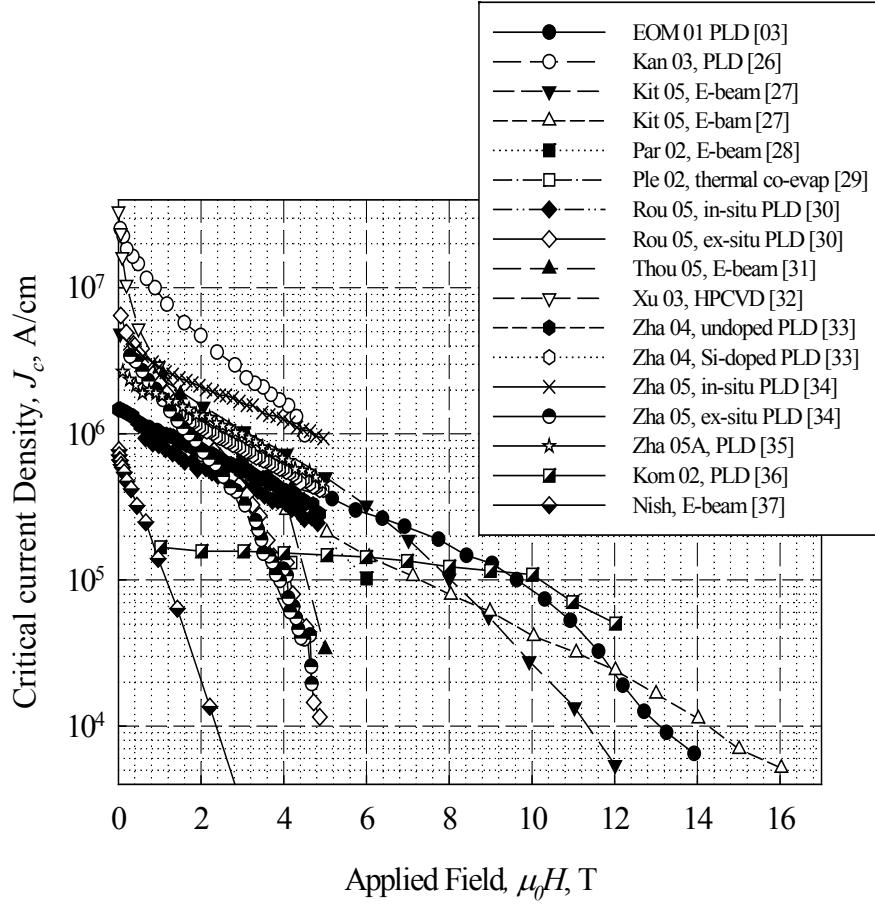 EOM 01 PLD [03]
Kan 03, PLD [26]
Kit 05, E-beam [27]
Kit 05, E-bam [27]
Par 02, E-beam [28]
Ple 02, thermal co-evap [29]
Rou 05, in-situ PLD [30]
Rou 05, ex-situ PLD [30]
Thou 05, E-beam [31]
Xu 03, HPCVD [32]
Zha 04, undoped PLD [33]
Zha 04, Si-doped PLD [33]
Zha 05, in-situ PLD [34]
Zha 05, ex-situ PLD [34]
Zha 05A, PLD [35]
Kom 02, PLD [36]
Nish, E-beam [37]
Critical current Density, J_c, A/cm
10^7
10^6
10^5
10^4
0 2 4 6 8 10 12 14 16
Applied Field, μ_0H, T